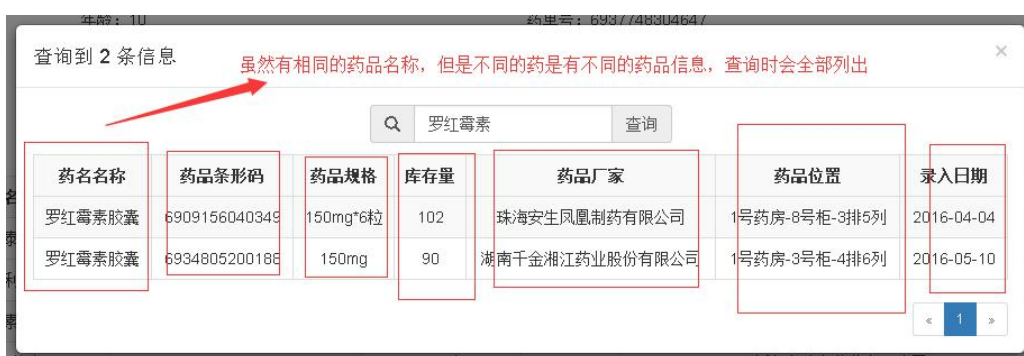 年龄：10 药里号：6937748304647
查询到 2 条信息 ×
虽然有相同的药品名称，但是不同的药是有不同的药品信息，查询时会全部列出
罗红霉素 查询
药名名称 药品条形码 药品规格 库存量 药品厂家 药品位置 录入日期
罗红霉素胶囊 6909156040349 150mg*6粒 102 珠海安生凤凰制药有限公司 1号药房-8号柜-3排5列 2016-04-04
罗红霉素胶囊 6934805200188 150mg 90 湖南千金湘江药业股份有限公司 1号药房-3号柜-4排6列 2016-05-10
« 1 »